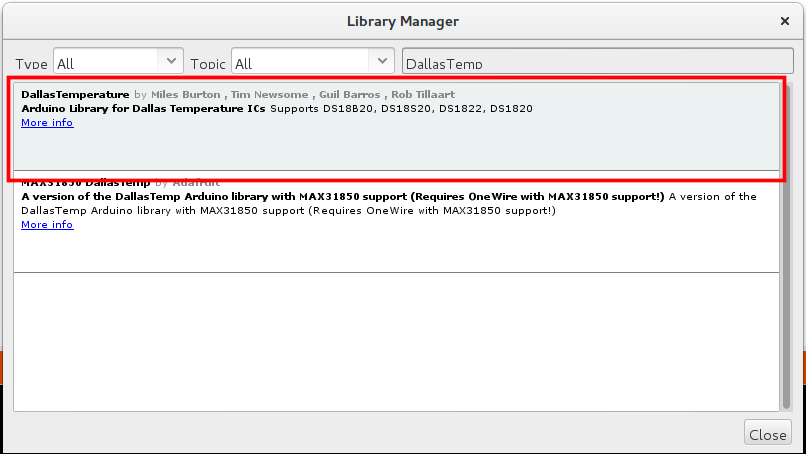 Library Manager
Type All Topic All DallasTemp
DallasTemperature by Miles Burton , Tim Newsome , Guil Barros , Rob Tillaart
Arduino Library for Dallas Temperature ICs Supports DS18B20, DS18S20, DS1822, DS1820
More info
MAX31850 DallasTemp by Adafruit
A version of the DallasTemp Arduino library with MAX31850 support (Requires OneWire with MAX31850 support!) A version of the
DallasTemp Arduino library with MAX31850 support (Requires OneWire with MAX31850 support!)
More info
Close